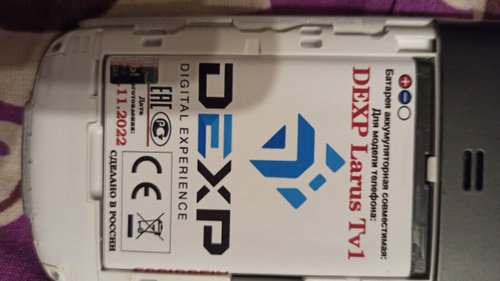 Батарея аккумуляторная совместимая:
Для модели телефона:
DEXP Larus Tv1
DEXP
DIGITAL EXPERIENCE
EAC
РСТ
CE
Дата
изготовления:
11.2022
СДЕЛАНО В РОССИИ